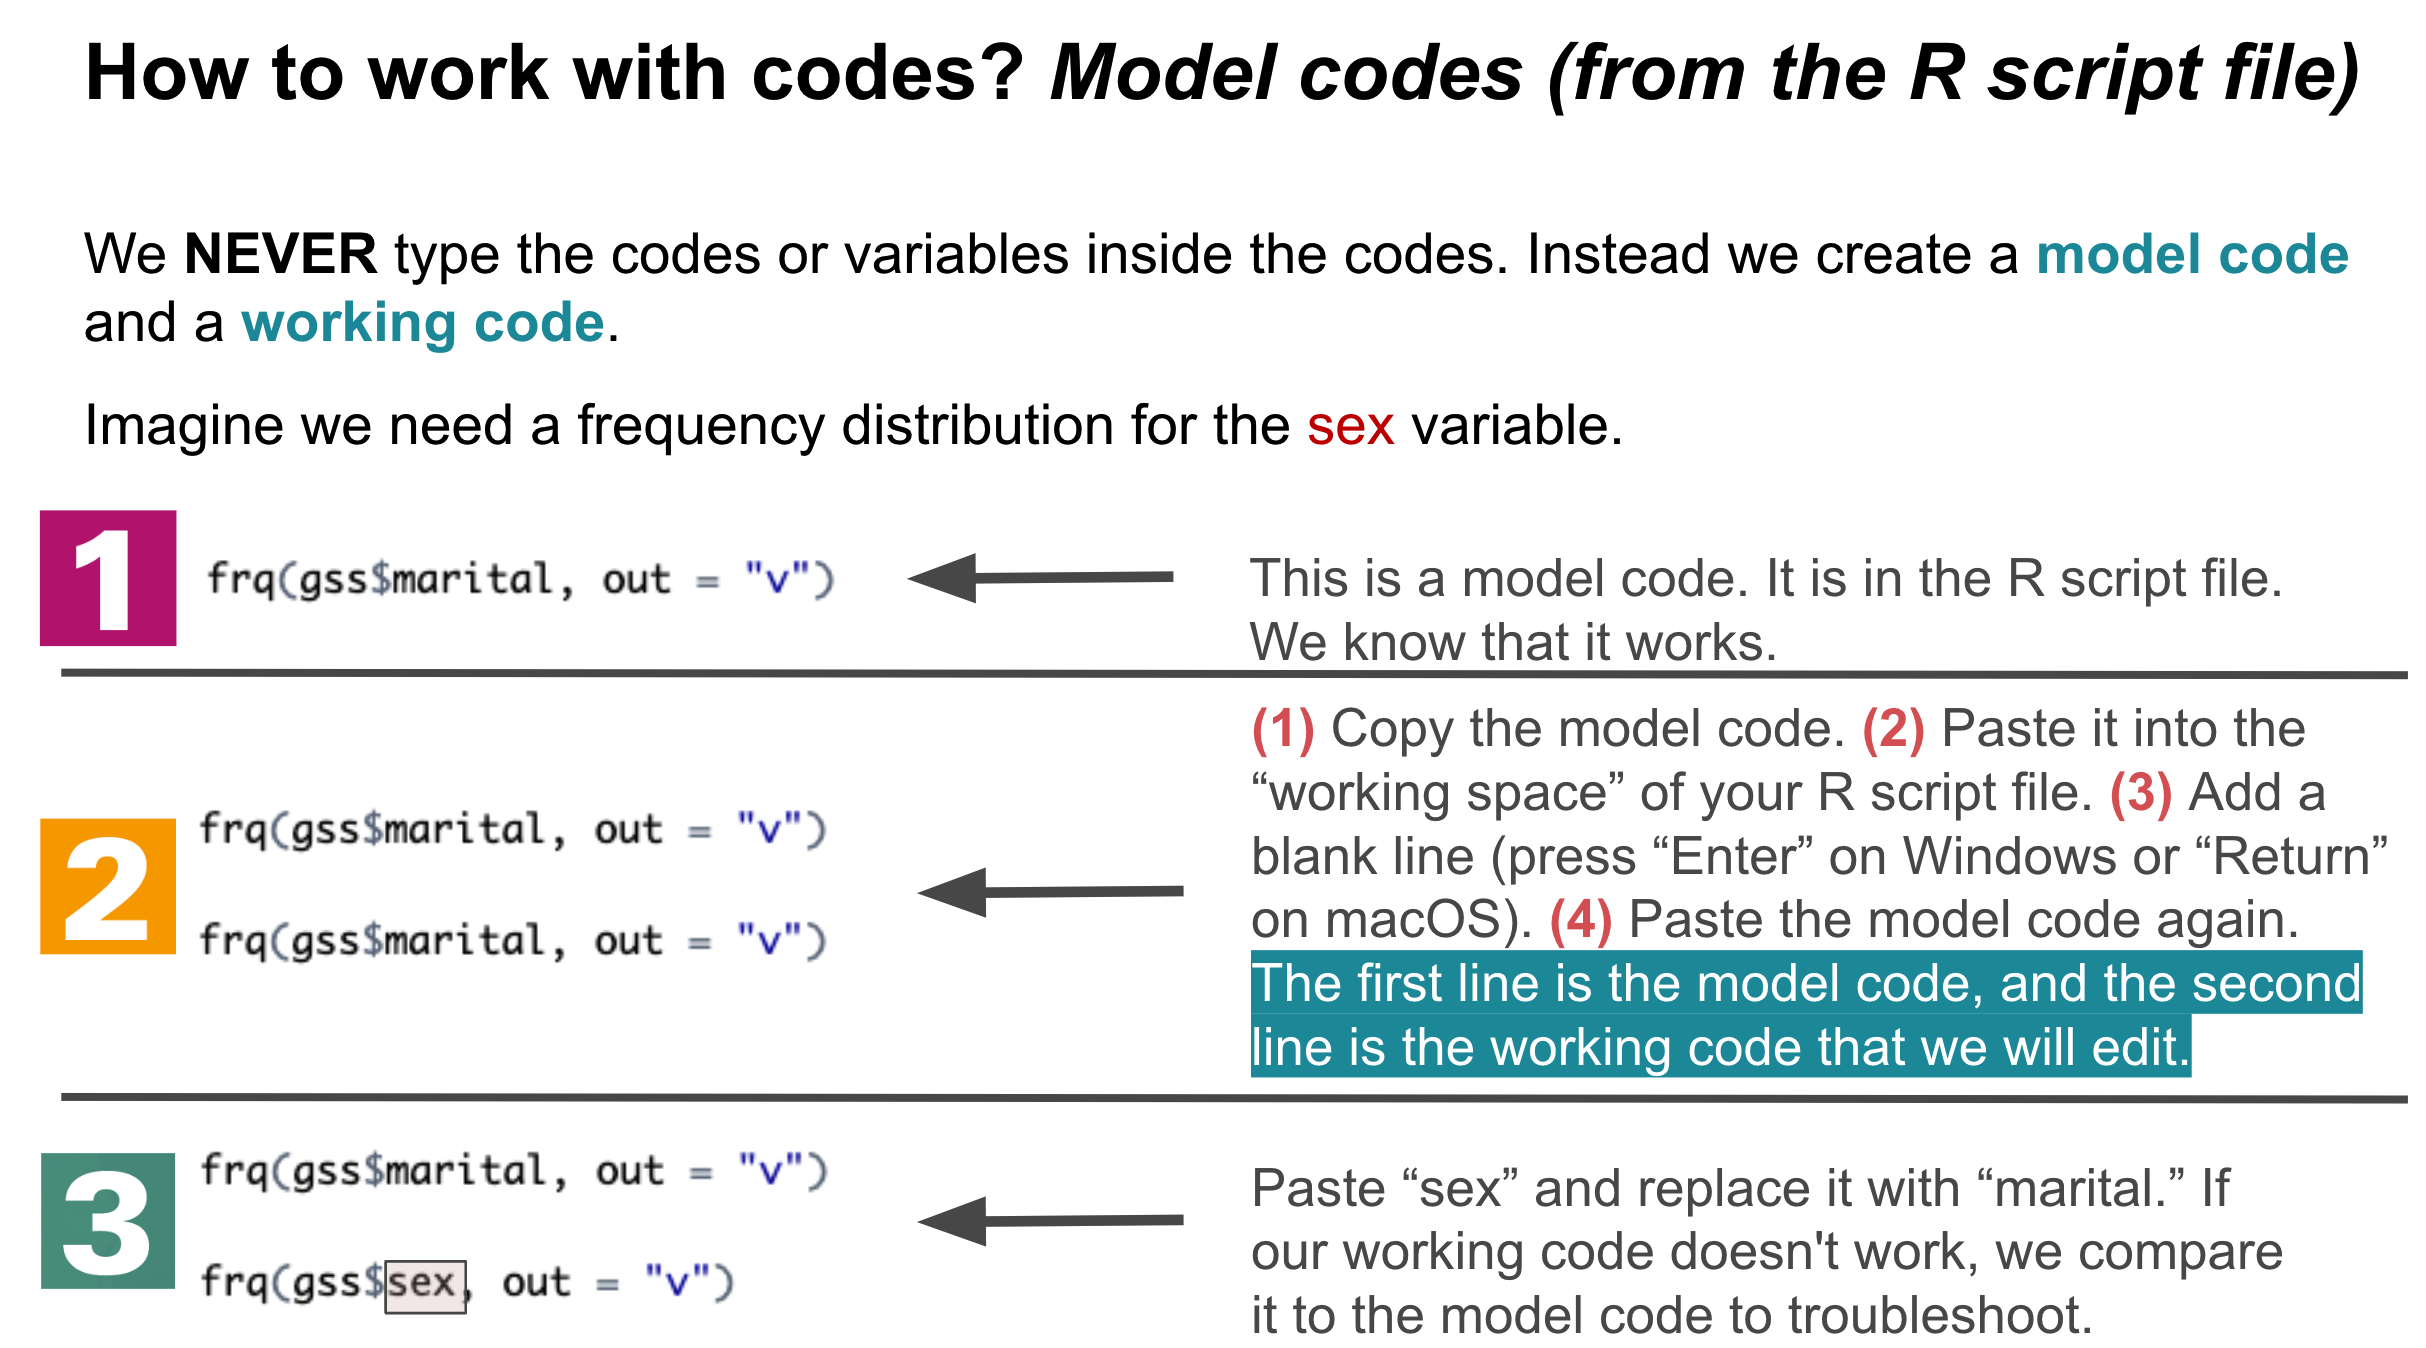 How to work with codes? Model codes (from the R script file)
We NEVER type the codes or variables inside the codes. Instead we create a model code
and a working code.
Imagine we need a frequency distribution for the sex variable.
1
frq(gss$marital, out = "v")
This is a model code. It is in the R script file.
We know that it works.
2
frq(gss$marital, out = "v")
frq(gss$marital, out = "v")
(1) Copy the model code. (2) Paste it into the
“working space” of your R script file. (3) Add a
blank line (press “Enter” on Windows or “Return”
on macOS). (4) Paste the model code again.
The first line is the model code, and the second
line is the working code that we will edit.
3
frq(gss$marital, out = "v")
frq(gss$sex, out = "v")
Paste “sex” and replace it with “marital.” If
our working code doesn't work, we compare
it to the model code to troubleshoot.